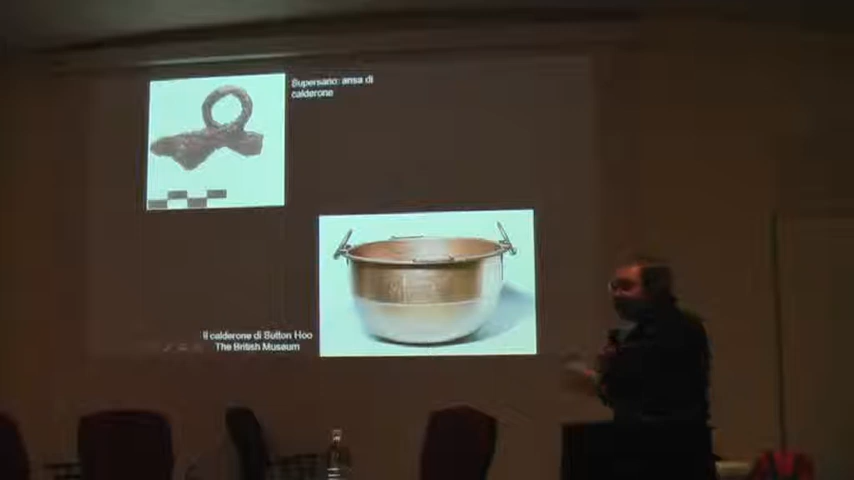 Supersano: ansa di
calderone
Il calderone di Sutton Hoo
The British Museum